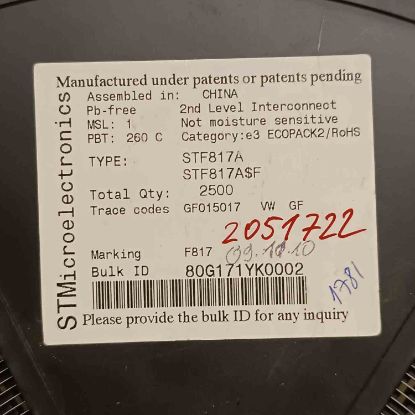 Manufactured under patents or patents pending
STMicroelectronics
Assembled in: CHINA
Pb-free 2nd Level Interconnect
MSL: 1 Not moisture sensitive
PBT: 260 C Category:e3 ECOPACK2/RoHS
TYPE: STF817A
STF817A$F
Total Qty: 2500
Trace codes GF015017 VW GF
2051722
Marking F817 09.11.10
Bulk ID 80G171YK0002
1781
Please provide the bulk ID for any inquiry